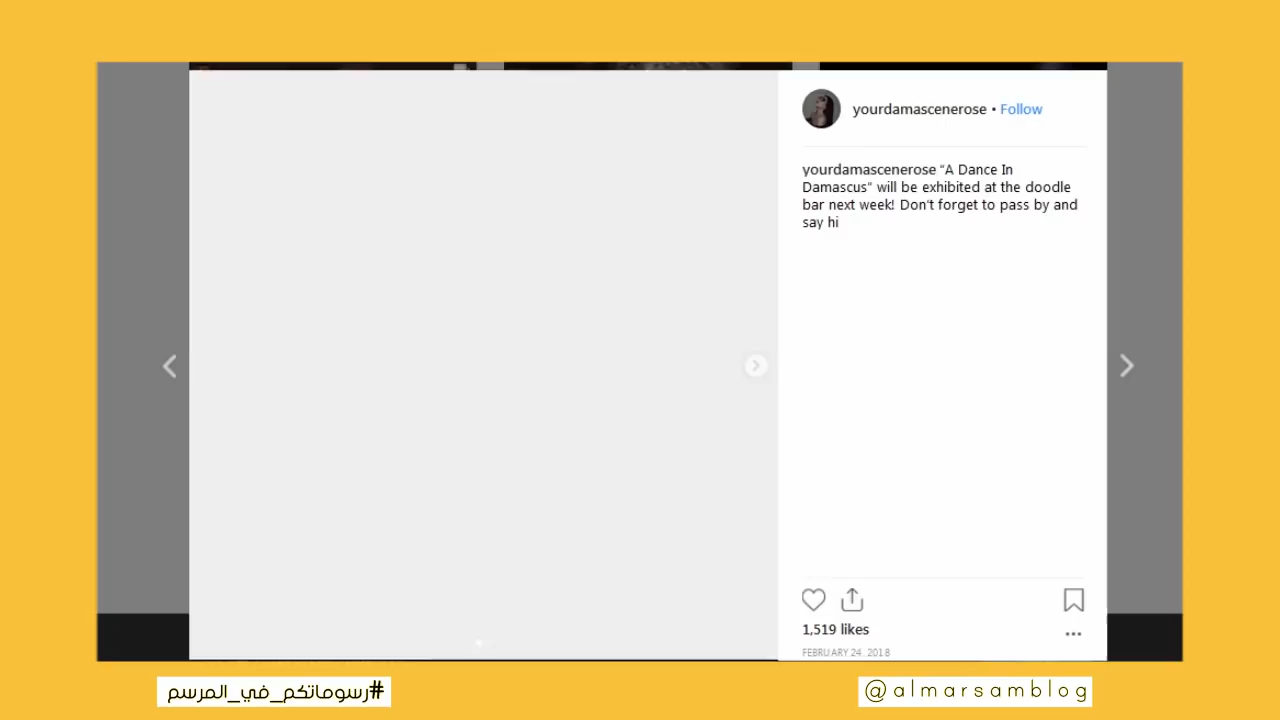 yourdamascenerose • Follow
yourdamascenerose “A Dance In
Damascus” will be exhibited at the doodle
bar next week! Don’t forget to pass by and
say hi
1,519 likes
FEBRUARY 24, 2018
#رسوماتكم_في_المرسم
@almarsamblog